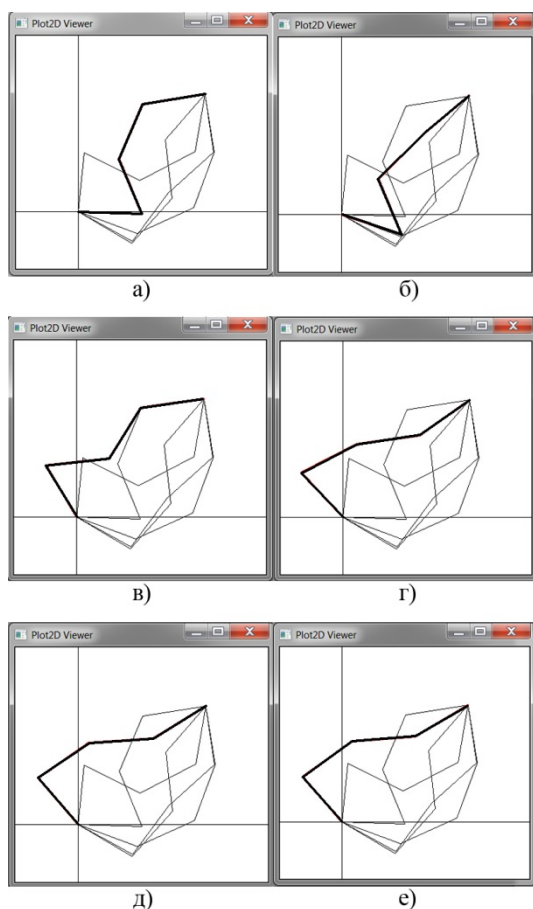 Plot2D Viewer
Plot2D Viewer
а)
б)
Plot2D Viewer
Plot2D Viewer
в)
г)
Plot2D Viewer
Plot2D Viewer
д)
е)